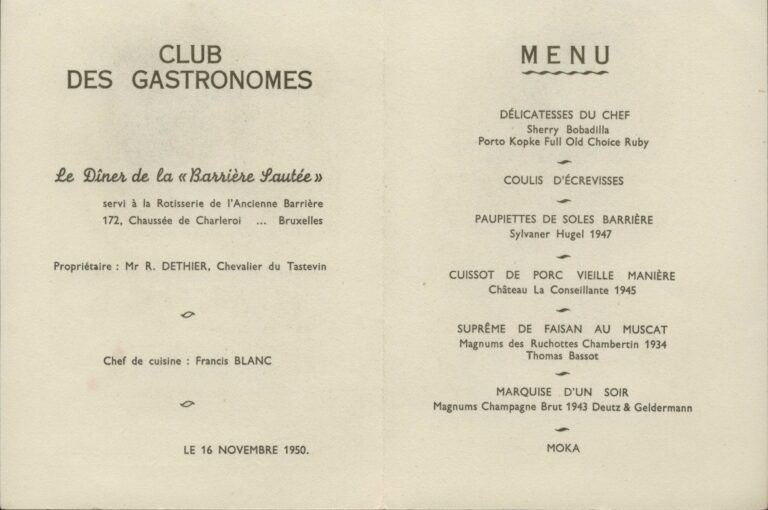 CLUB
DES GASTRONOMES
Le Dîner de la « Barrière Sautée »
servi à la Rotisserie de l'Ancienne Barrière
172, Chaussée de Charleroi ... Bruxelles
Propriétaire : Mr R. DETHIER, Chevalier du Tastevin
Chef de cuisine : Francis BLANC
LE 16 NOVEMBRE 1950.
MENU
DÉLICATESSES DU CHEF
Sherry Bobadilla
Porto Kopke Full Old Choice Ruby
COULIS D'ÉCREVISSES
PAUPIETTES DE SOLES BARRIÈRE
Sylvaner Hugel 1947
CUISSOT DE PORC VIEILLE MANIÈRE
Château La Conseillante 1945
SUPRÊME DE FAISAN AU MUSCAT
Magnums des Ruchottes Chambertin 1934
Thomas Bassot
MARQUISE D'UN SOIR
Magnums Champagne Brut 1943 Deutz & Geldermann
MOKA